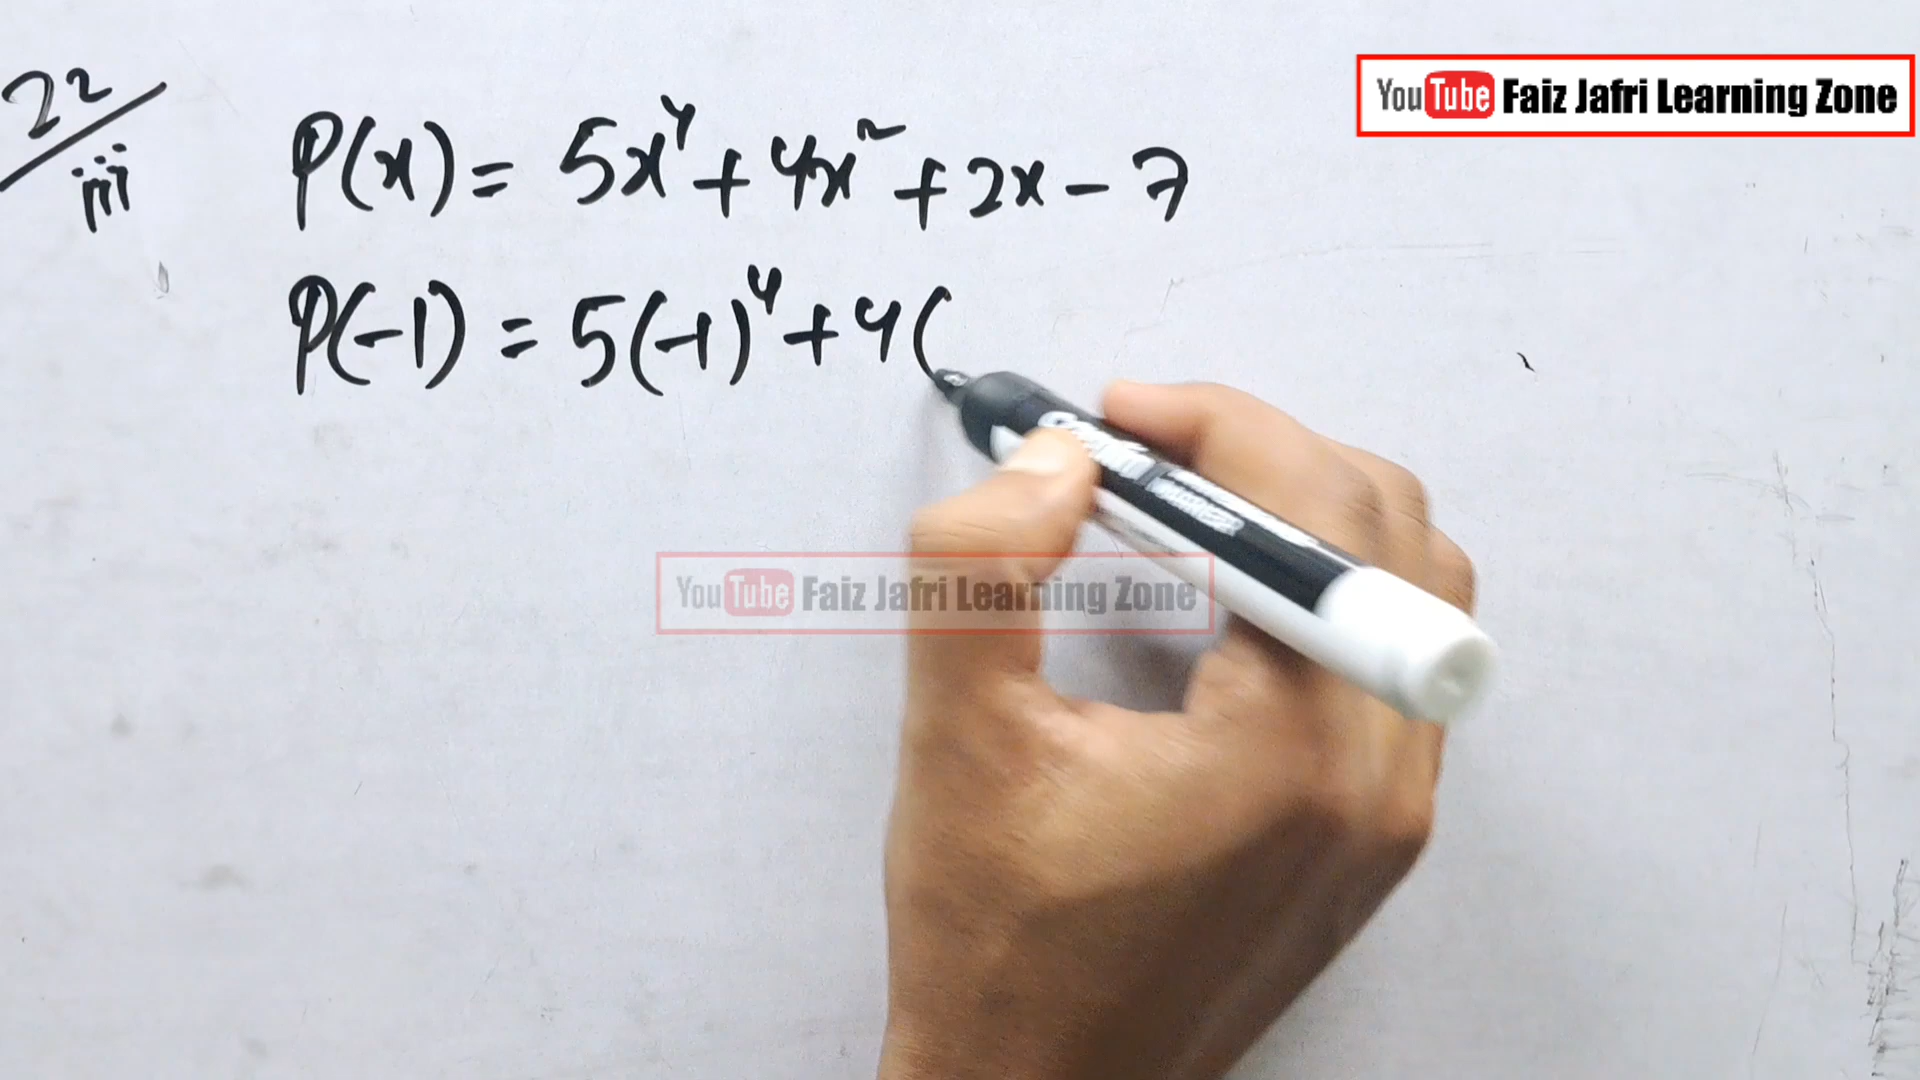 22/iii
YouTube Faiz Jafri Learning Zone
P(x) = 5x⁴ + 4x² + 2x - 7
P(-1) = 5(-1)⁴ + 4(
YouTube Faiz Jafri Learning Zone